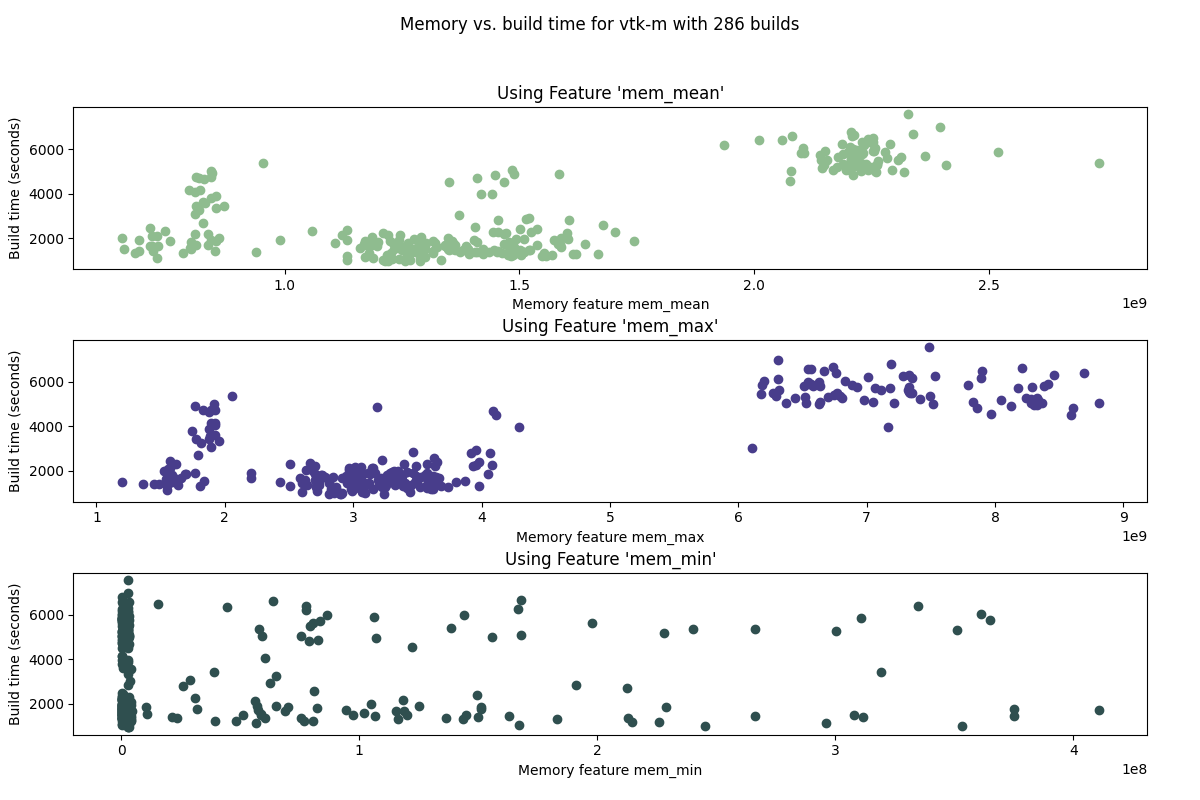 Memory vs. build time for vtk-m with 286 builds
Using Feature 'mem_mean'
Build time (seconds)
6000
4000
2000
1.0 1.5 2.0 2.5
1e9
Memory feature mem_mean
Using Feature 'mem_max'
Build time (seconds)
6000
4000
2000
1 2 3 4 5 6 7 8 9
1e9
Memory feature mem_max
Using Feature 'mem_min'
Build time (seconds)
6000
4000
2000
0 1 2 3 4
1e8
Memory feature mem_min